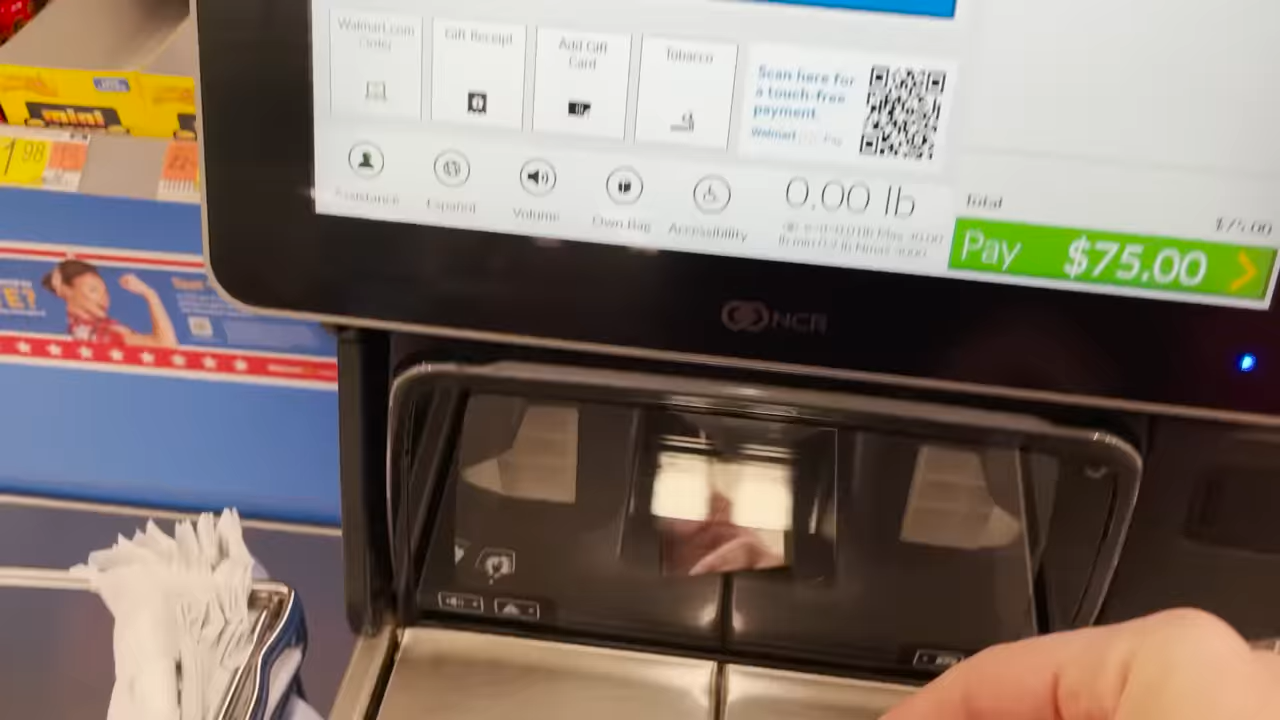 Walmart.com
Order
Gift Receipt
Add Gift
Card
Tobacco
Scan here for
a touch-free
payment.
Walmart Pay
Assistance
Español
Volume
Own Bag
Accessibility
0.00 lb
Total
$75.00
Pay $75.00
NCR
mini
1.98
E?